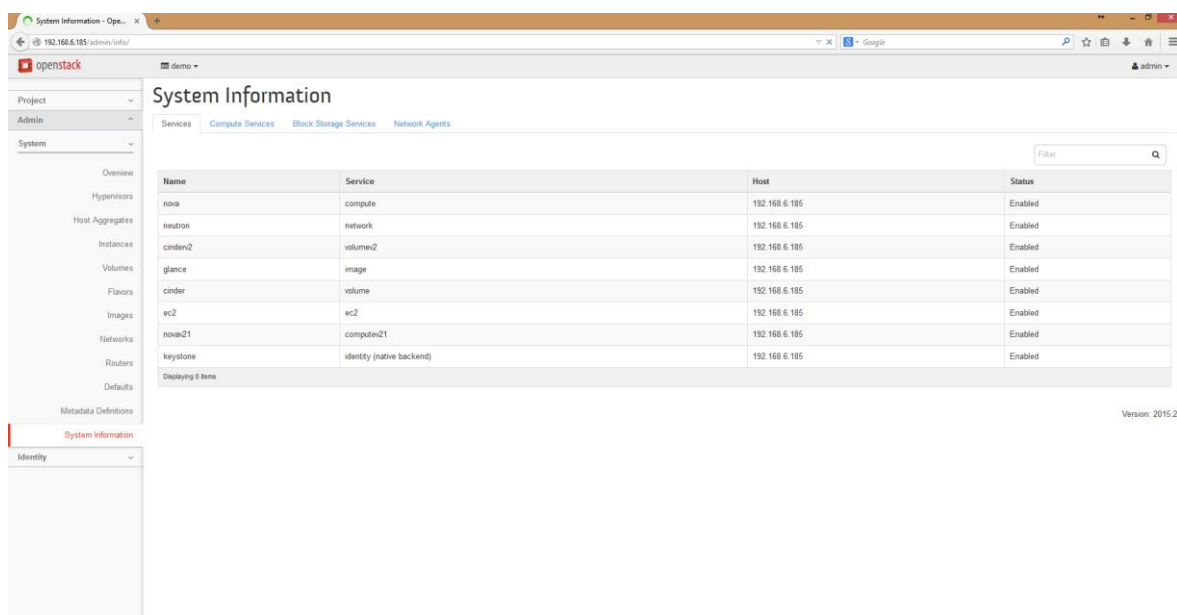 System Information - Ope...
192.168.6.185/admin/info/
Google
openstack
demo
admin
Project
Admin
System
Overview
Hypervisors
Host Aggregates
Instances
Volumes
Flavors
Images
Networks
Routers
Defaults
Metadata Definitions
System Information
Identity
System Information
Services Compute Services Block Storage Services Network Agents
Filter
Name Service Host Status
nova compute 192.168.6.185 Enabled
neutron network 192.168.6.185 Enabled
cinderv2 volumev2 192.168.6.185 Enabled
glance image 192.168.6.185 Enabled
cinder volume 192.168.6.185 Enabled
ec2 ec2 192.168.6.185 Enabled
novav21 computev21 192.168.6.185 Enabled
keystone identity (native backend) 192.168.6.185 Enabled
Displaying 8 items
Version: 2015.2